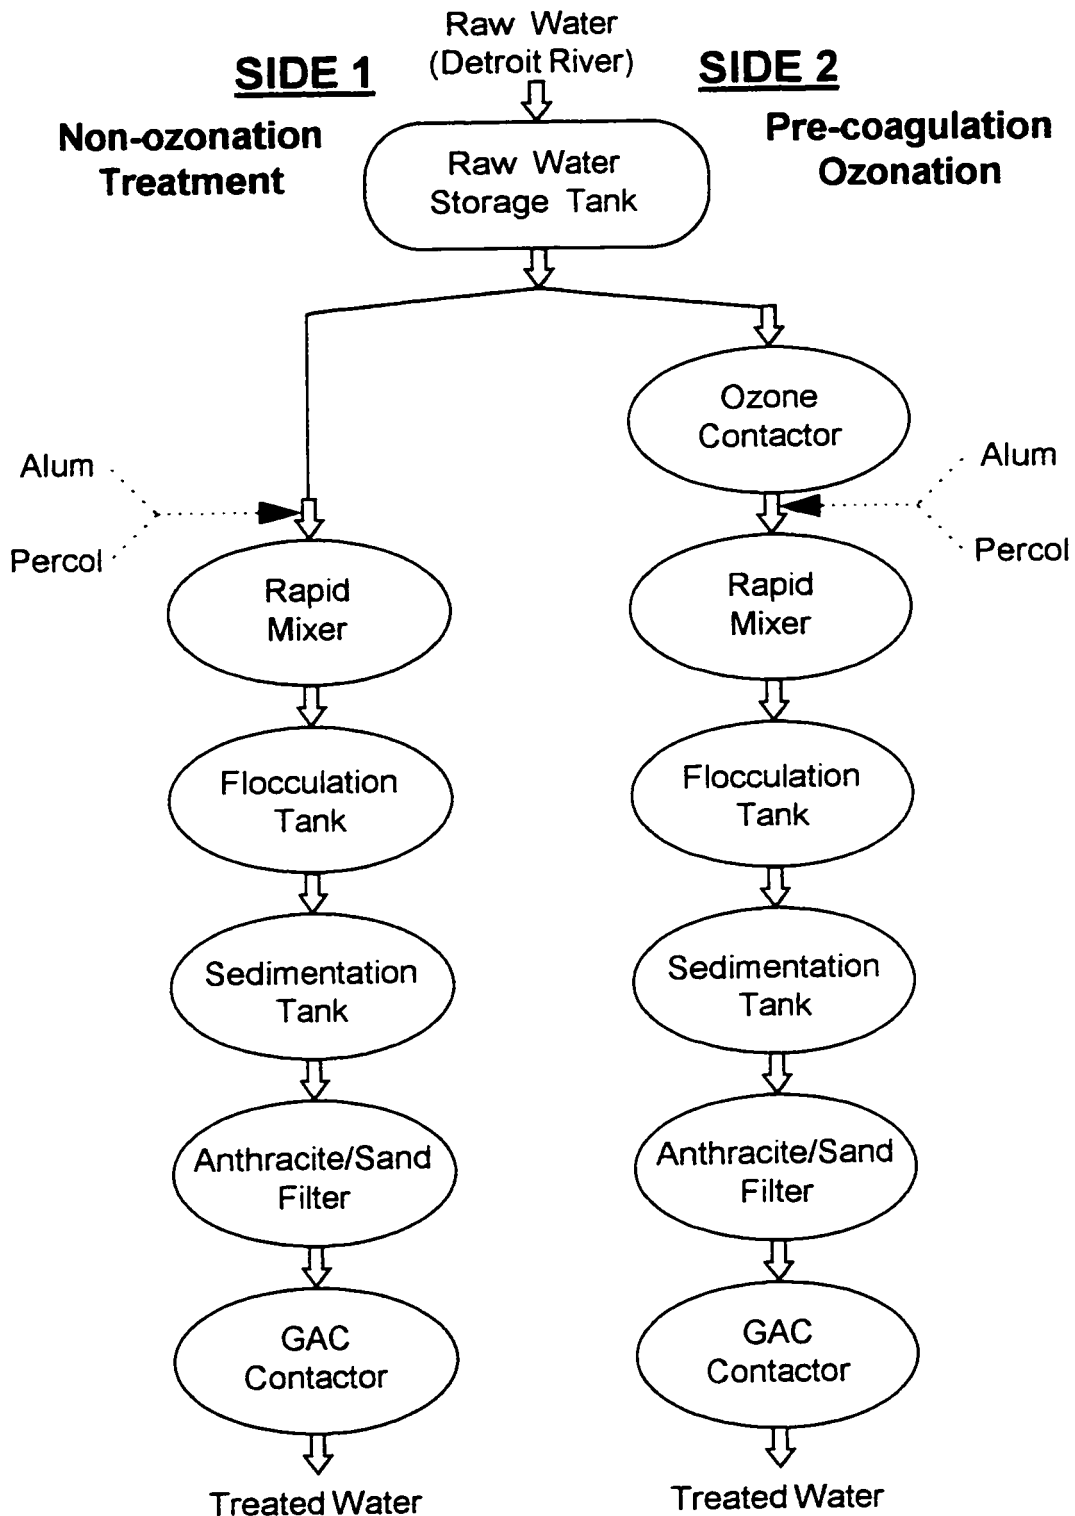 Raw Water
(Detroit River)
SIDE 1
SIDE 2
Non-ozonation
Treatment
Pre-coagulation
Ozonation
Raw Water
Storage Tank
Ozone
Contactor
Alum
Percol
Alum
Percol
Rapid
Mixer
Rapid
Mixer
Flocculation
Tank
Flocculation
Tank
Sedimentation
Tank
Sedimentation
Tank
Anthracite/Sand
Filter
Anthracite/Sand
Filter
GAC
Contactor
GAC
Contactor
Treated Water
Treated Water